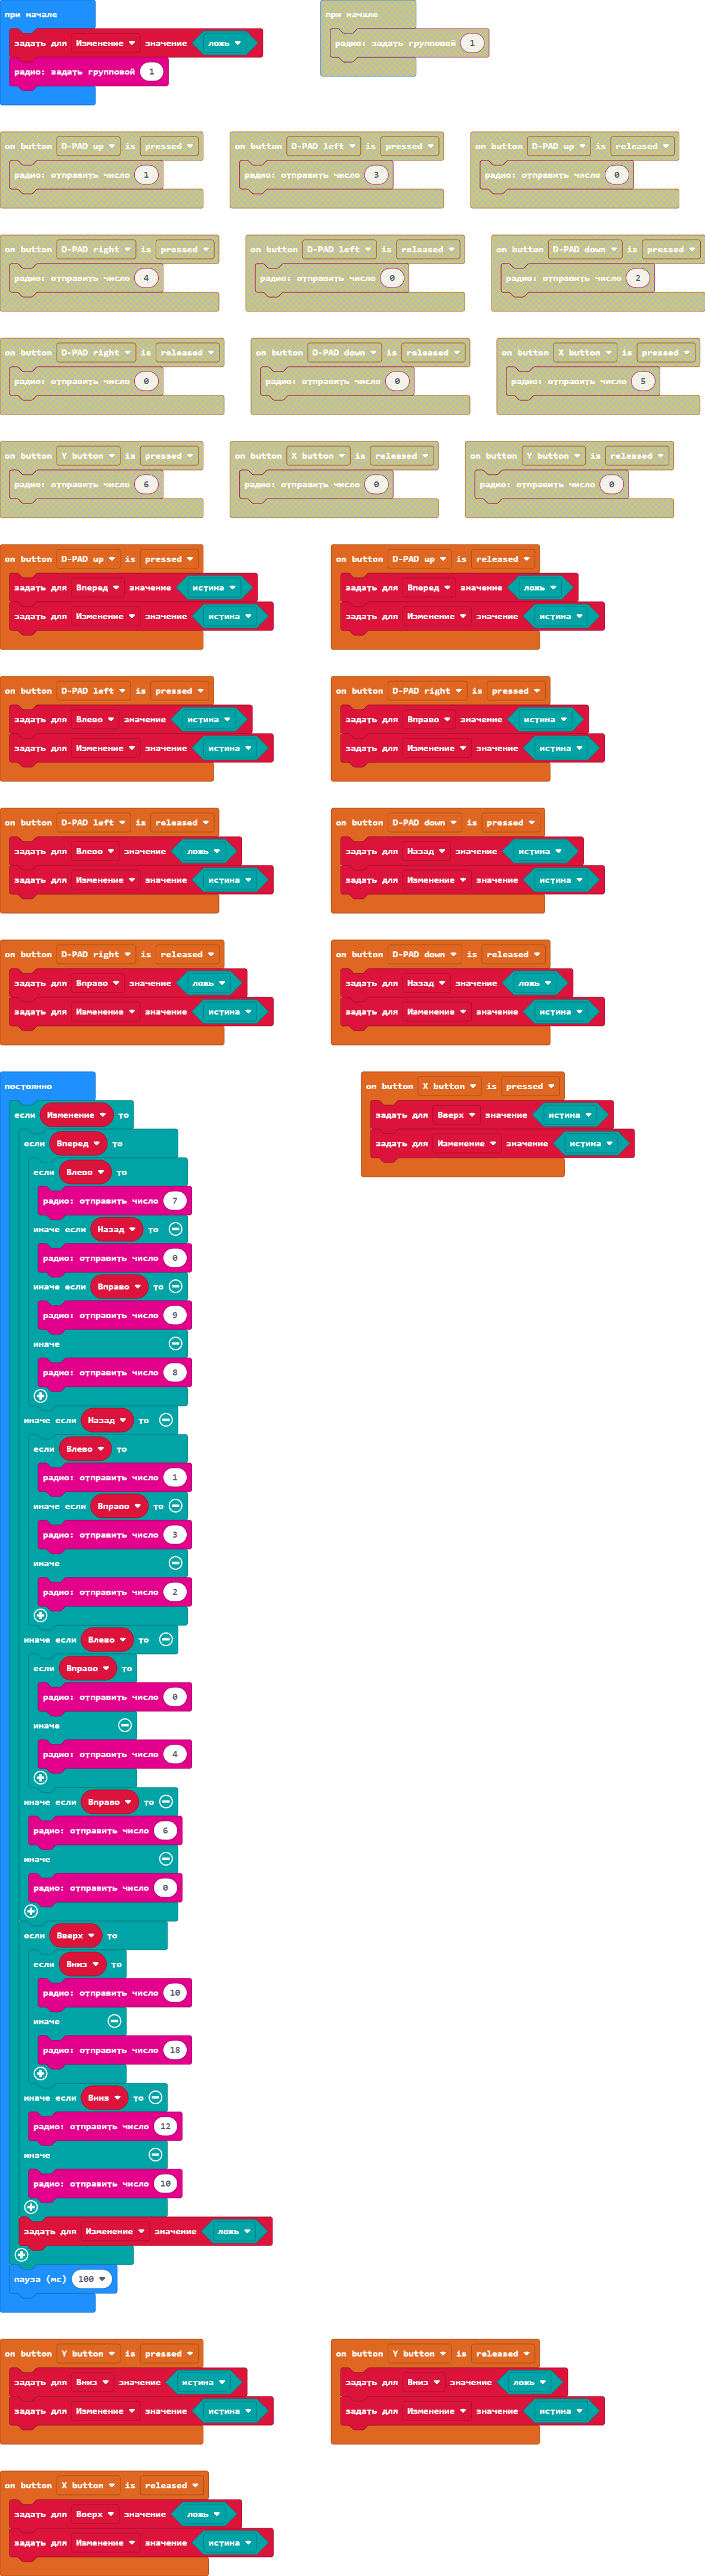 при начале
задать для Изменение значение ложь
радио: задать групповой 1
при начале
радио: задать групповой 1
on button D-PAD up is pressed
радио: отправить число 1
on button D-PAD left is pressed
радио: отправить число 3
on button D-PAD up is released
радио: отправить число 0
on button D-PAD right is pressed
радио: отправить число 4
on button D-PAD left is released
радио: отправить число 0
on button D-PAD down is pressed
радио: отправить число 2
on button D-PAD right is released
радио: отправить число 0
on button D-PAD down is released
радио: отправить число 0
on button X button is pressed
радио: отправить число 5
on button Y button is pressed
радио: отправить число 6
on button X button is released
радио: отправить число 0
on button Y button is released
радио: отправить число 0
on button D-PAD up is pressed
задать для Вперед значение истина
задать для Изменение значение истина
on button D-PAD up is released
задать для Вперед значение ложь
задать для Изменение значение истина
on button D-PAD left is pressed
задать для Влево значение истина
задать для Изменение значение истина
on button D-PAD right is pressed
задать для Вправо значение истина
задать для Изменение значение истина
on button D-PAD left is released
задать для Влево значение ложь
задать для Изменение значение истина
on button D-PAD down is pressed
задать для Назад значение истина
задать для Изменение значение истина
on button D-PAD right is released
задать для Вправо значение ложь
задать для Изменение значение истина
on button D-PAD down is released
задать для Назад значение ложь
задать для Изменение значение истина
постоянно
если Изменение то
если Вперед то
если Влево то
радио: отправить число 7
иначе если Назад то
радио: отправить число 0
иначе если Вправо то
радио: отправить число 9
иначе
радио: отправить число 8
иначе если Назад то
если Влево то
радио: отправить число 1
иначе если Вправо то
радио: отправить число 3
иначе
радио: отправить число 2
иначе если Влево то
если Вправо то
радио: отправить число 0
иначе
радио: отправить число 4
иначе если Вправо то
радио: отправить число 6
иначе
радио: отправить число 0
если Вверх то
если Вниз то
радио: отправить число 10
иначе
радио: отправить число 18
иначе если Вниз то
радио: отправить число 12
иначе
радио: отправить число 10
задать для Изменение значение ложь
пауза (мс) 100
on button X button is pressed
задать для Вверх значение истина
задать для Изменение значение истина
on button Y button is pressed
задать для Вниз значение истина
задать для Изменение значение истина
on button Y button is released
задать для Вниз значение ложь
задать для Изменение значение истина
on button X button is released
задать для Вверх значение ложь
задать для Изменение значение истина